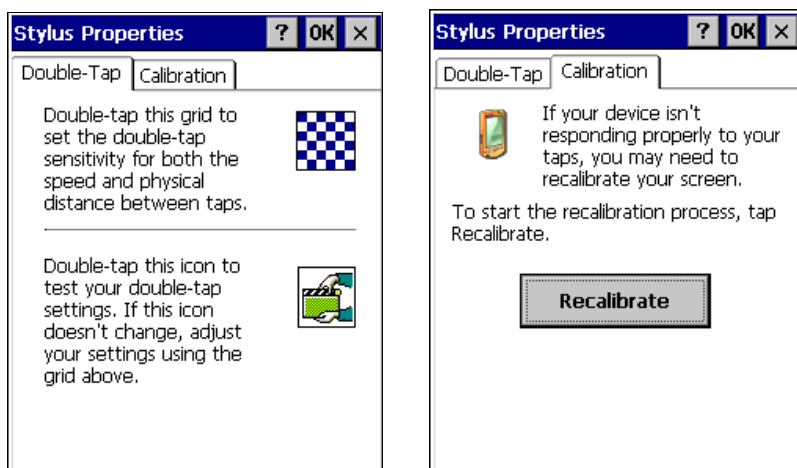 Stylus Properties ? OK ×
Double-Tap Calibration
Double-tap this grid to
set the double-tap
sensitivity for both the
speed and physical
distance between taps.
Double-tap this icon to
test your double-tap
settings. If this icon
doesn't change, adjust
your settings using the
grid above.
Stylus Properties ? OK ×
Double-Tap Calibration
If your device isn't
responding properly to your
taps, you may need to
recalibrate your screen.
To start the recalibration process, tap
Recalibrate.
Recalibrate